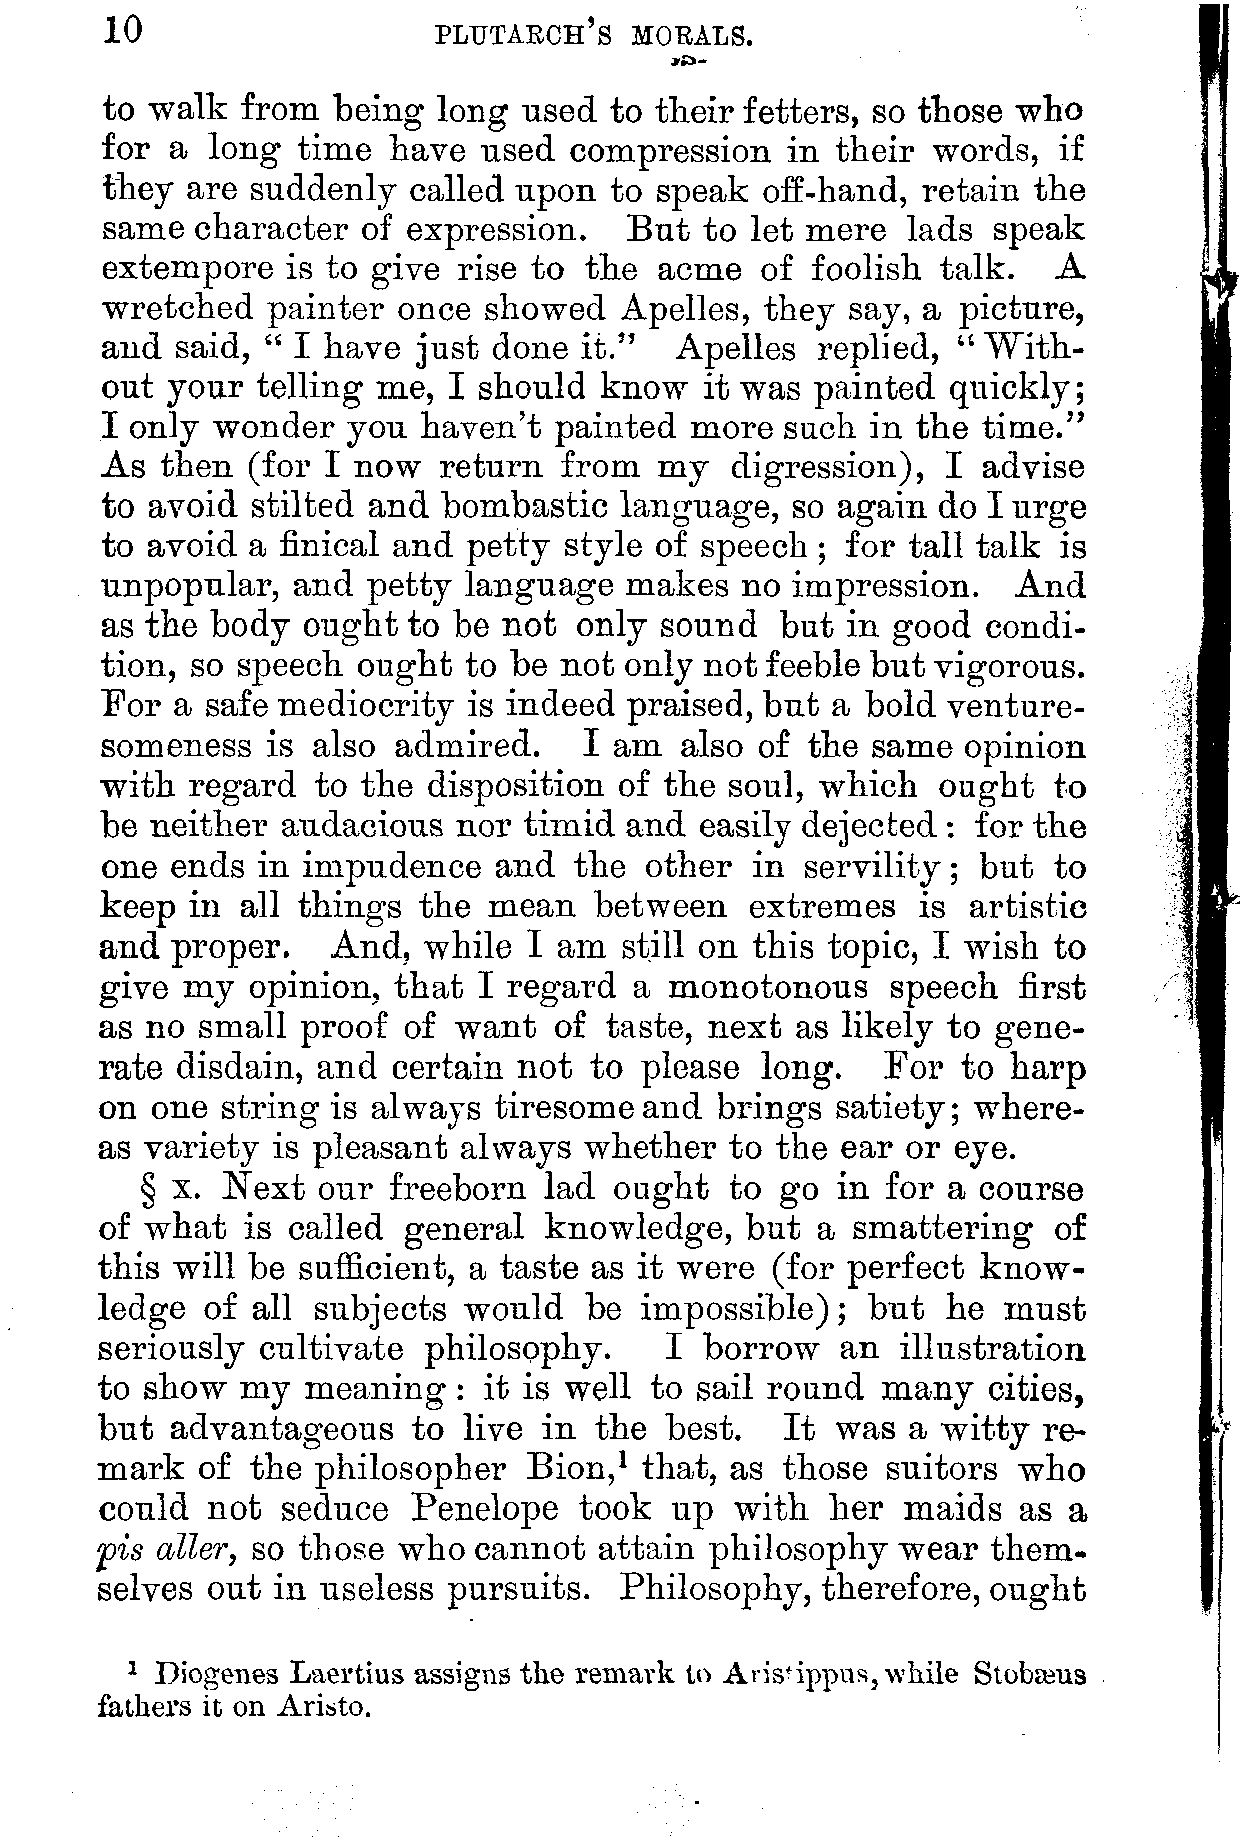 10 PLUTARCH'S MORALS.
to walk from being long used to their fetters, so those who
for a long time have used compression in their words, if
they are suddenly called upon to speak off-hand, retain the
same character of expression. But to let mere lads speak
extempore is to give rise to the acme of foolish talk. A
wretched painter once showed Apelles, they say, a picture,
and said, “ I have just done it.” Apelles replied, “ With-
out your telling me, I should know it was painted quickly;
I only wonder you haven't painted more such in the time.”
As then (for I now return from my digression), I advise
to avoid stilted and bombastic language, so again do I urge
to avoid a finical and petty style of speech ; for tall talk is
unpopular, and petty language makes no impression. And
as the body ought to be not only sound but in good condi-
tion, so speech ought to be not only not feeble but vigorous.
For a safe mediocrity is indeed praised, but a bold venture-
someness is also admired. I am also of the same opinion
with regard to the disposition of the soul, which ought to
be neither audacious nor timid and easily dejected : for the
one ends in impudence and the other in servility ; but to
keep in all things the mean between extremes is artistic
and proper. And, while I am still on this topic, I wish to
give my opinion, that I regard a monotonous speech first
as no small proof of want of taste, next as likely to gene-
rate disdain, and certain not to please long. For to harp
on one string is always tiresome and brings satiety; where-
as variety is pleasant always whether to the ear or eye.
§ x. Next our freeborn lad ought to go in for a course
of what is called general knowledge, but a smattering of
this will be sufficient, a taste as it were (for perfect know-
ledge of all subjects would be impossible) ; but he must
seriously cultivate philosophy. I borrow an illustration
to show my meaning : it is well to sail round many cities,
but advantageous to live in the best. It was a witty re-
mark of the philosopher Bion,¹ that, as those suitors who
could not seduce Penelope took up with her maids as a
pis aller, so those who cannot attain philosophy wear them-
selves out in useless pursuits. Philosophy, therefore, ought
¹ Diogenes Laertius assigns the remark to Aristippus, while Stobæus
fathers it on Aristo.